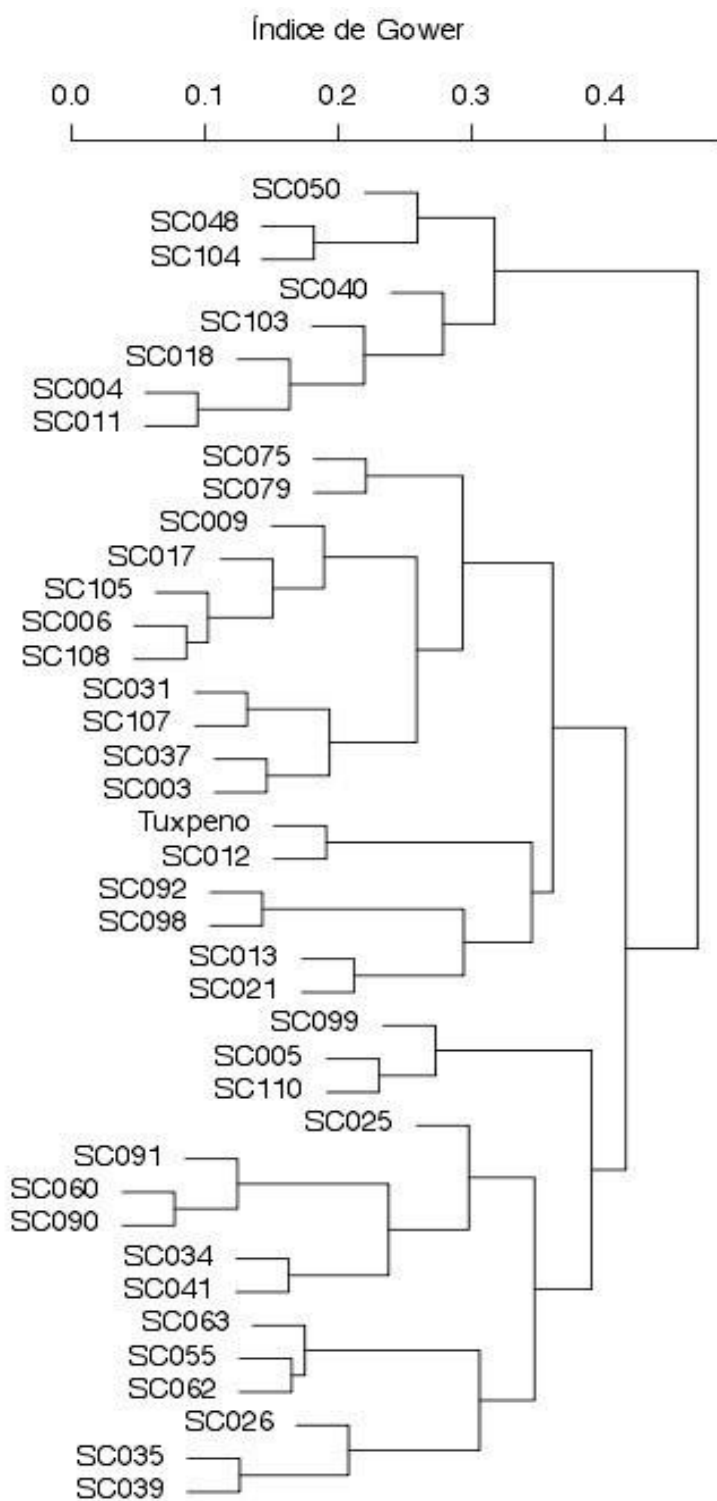 Índice de Gower
0.0 0.1 0.2 0.3 0.4
SC050
SC048
SC104
SC040
SC103
SC018
SC004
SC011
SC075
SC079
SC009
SC017
SC105
SC006
SC108
SC031
SC107
SC037
SC003
Tuxpeno
SC012
SC092
SC098
SC013
SC021
SC099
SC005
SC110
SC025
SC091
SC060
SC090
SC034
SC041
SC063
SC055
SC062
SC026
SC035
SC039